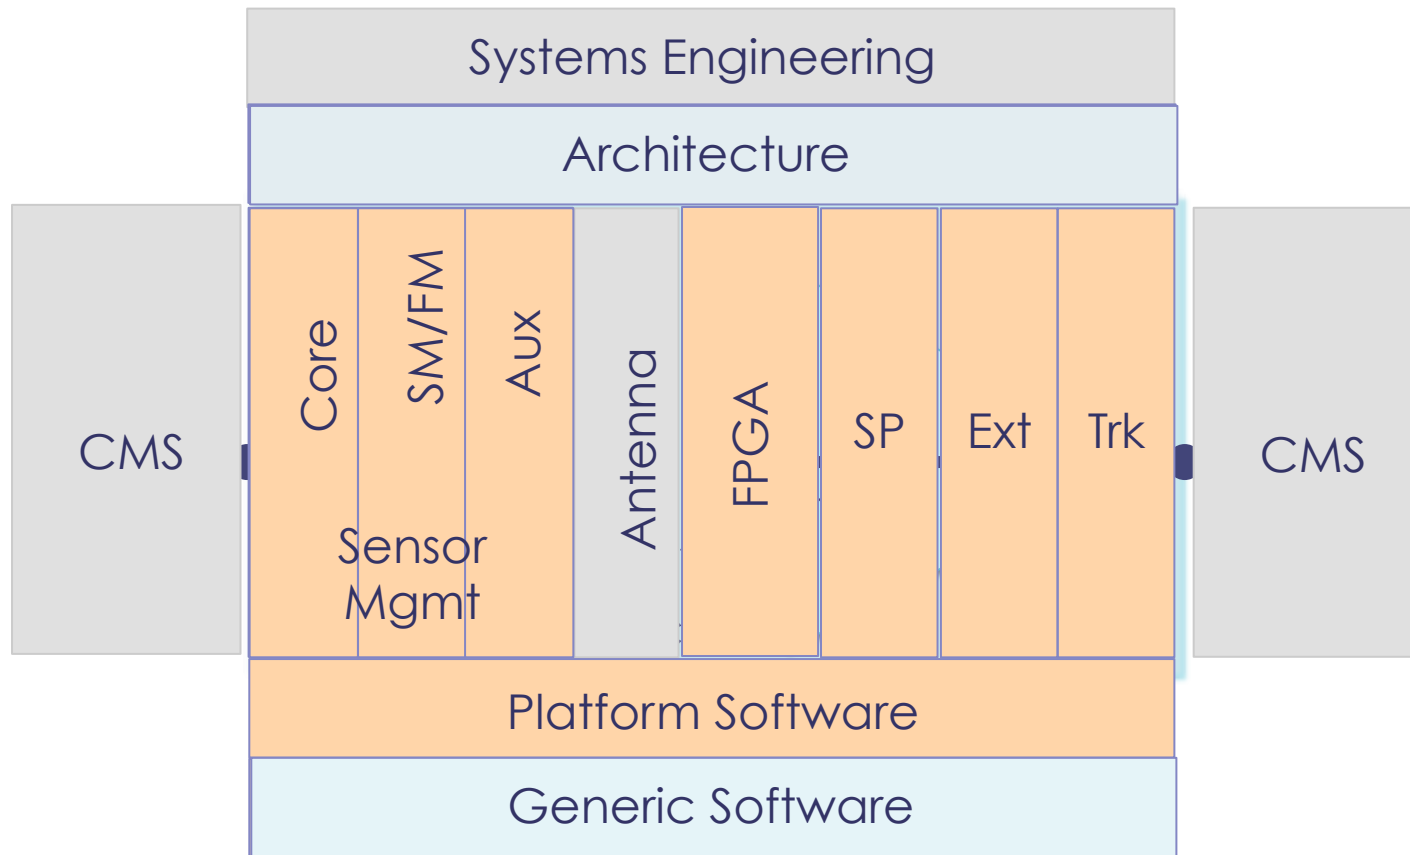 Systems Engineering
Architecture
CMS
Core
SM/FM
Aux
Sensor
Mgmt
Antenna
FPGA
SP
Ext
Trk
CMS
Platform Software
Generic Software